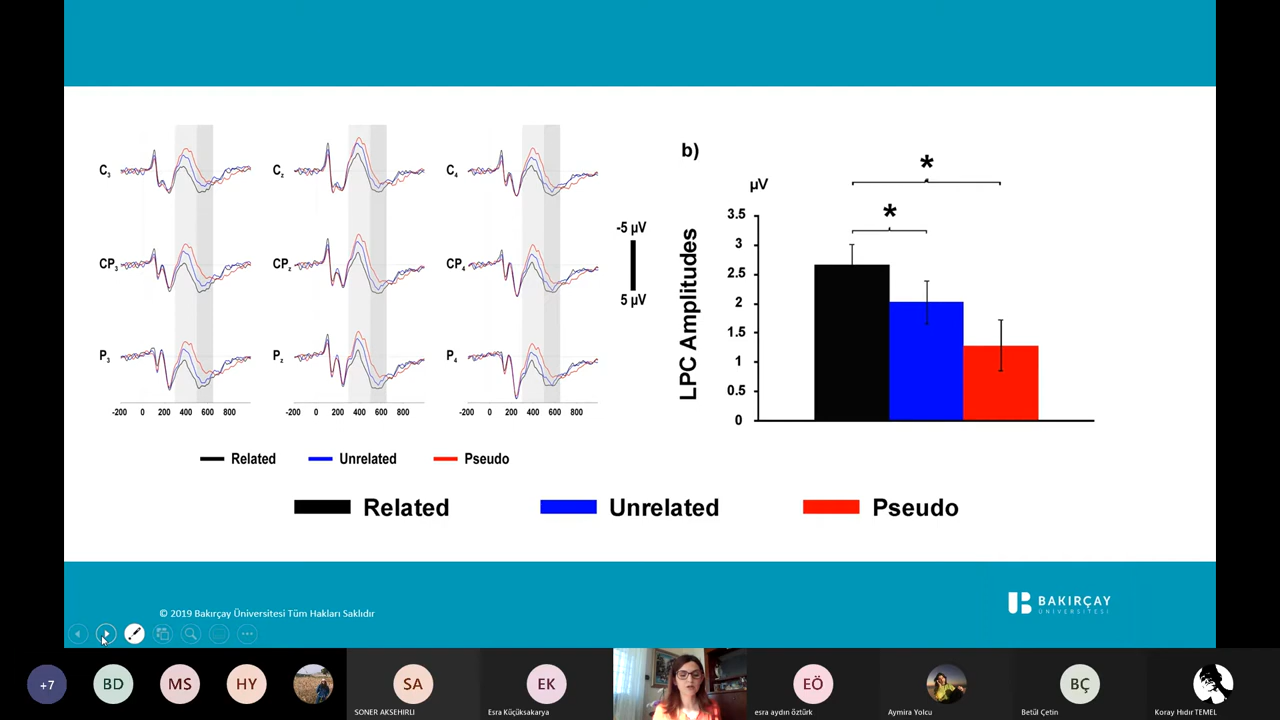 C3
Cz
C4
CP3
CPz
CP4
P3
Pz
P4
-200 0 200 400 600 800
-200 0 200 400 600 800
-200 0 200 400 600 800
-5 µV
5 µV
Related
Unrelated
Pseudo
b)
*
*
µV
LPC Amplitudes
3.5
3
2.5
2
1.5
1
0.5
0
Related
Unrelated
Pseudo
© 2019 Bakırçay Üniversitesi Tüm Hakları Saklıdır
BAKIRÇAY
ÜNİVERSİTESİ
+7
BD
MS
HY
SA
SONER AKSEHIRLI
EK
Esra Küçüksakarya
EÖ
esra aydın öztürk
Aymira Yolcu
BÇ
Betül Çetin
Koray Hıdır TEMEL